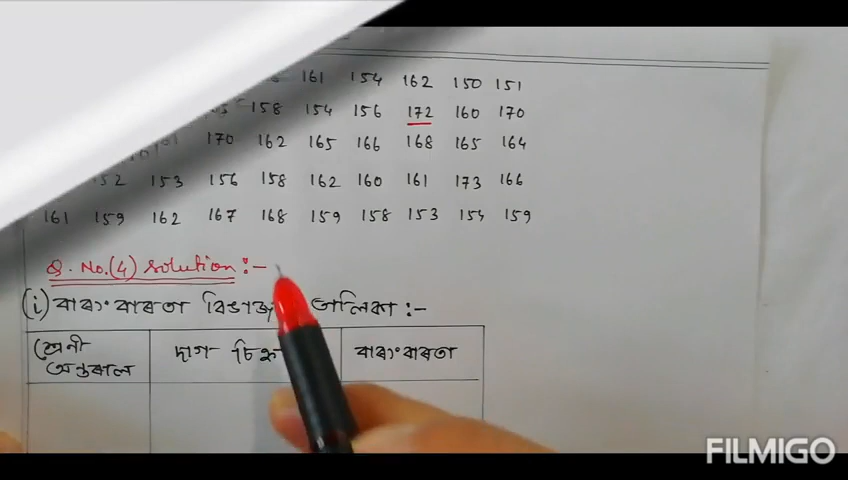 161 154 162 150 151
158 154 156 172 160 170
170 162 165 166 168 165 164
152 153 156 158 162 160 161 173 166
161 159 162 167 168 159 158 153 154 159
Q. No.(4) solution :-
(i) বাৰংবাৰতা বিভাজন তালিকা :-
শ্ৰেনী অন্তৰাল
দাগ চিহ্ন
বাৰংবাৰতা
FILMIGO